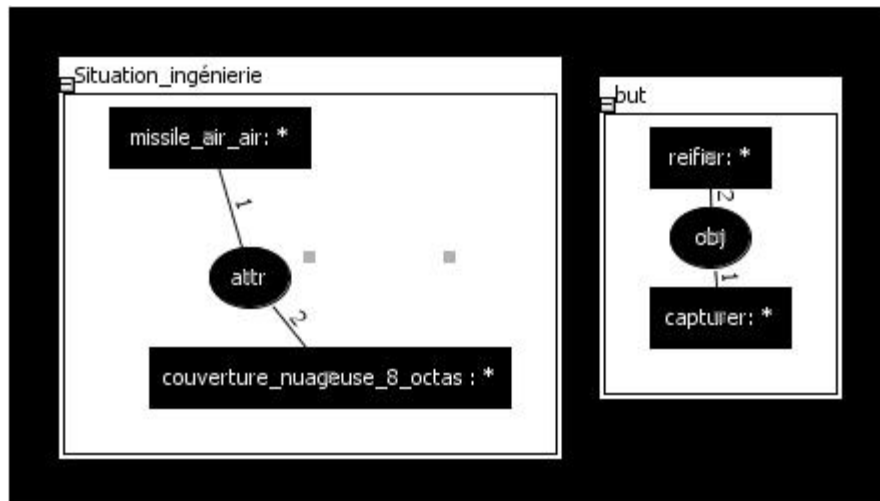 Situation_ingénierie
missile_air_air: *
1
attr
2
couverture_nuageuse_8_octas : *
but
reifier: *
2
obj
1
capturer: *